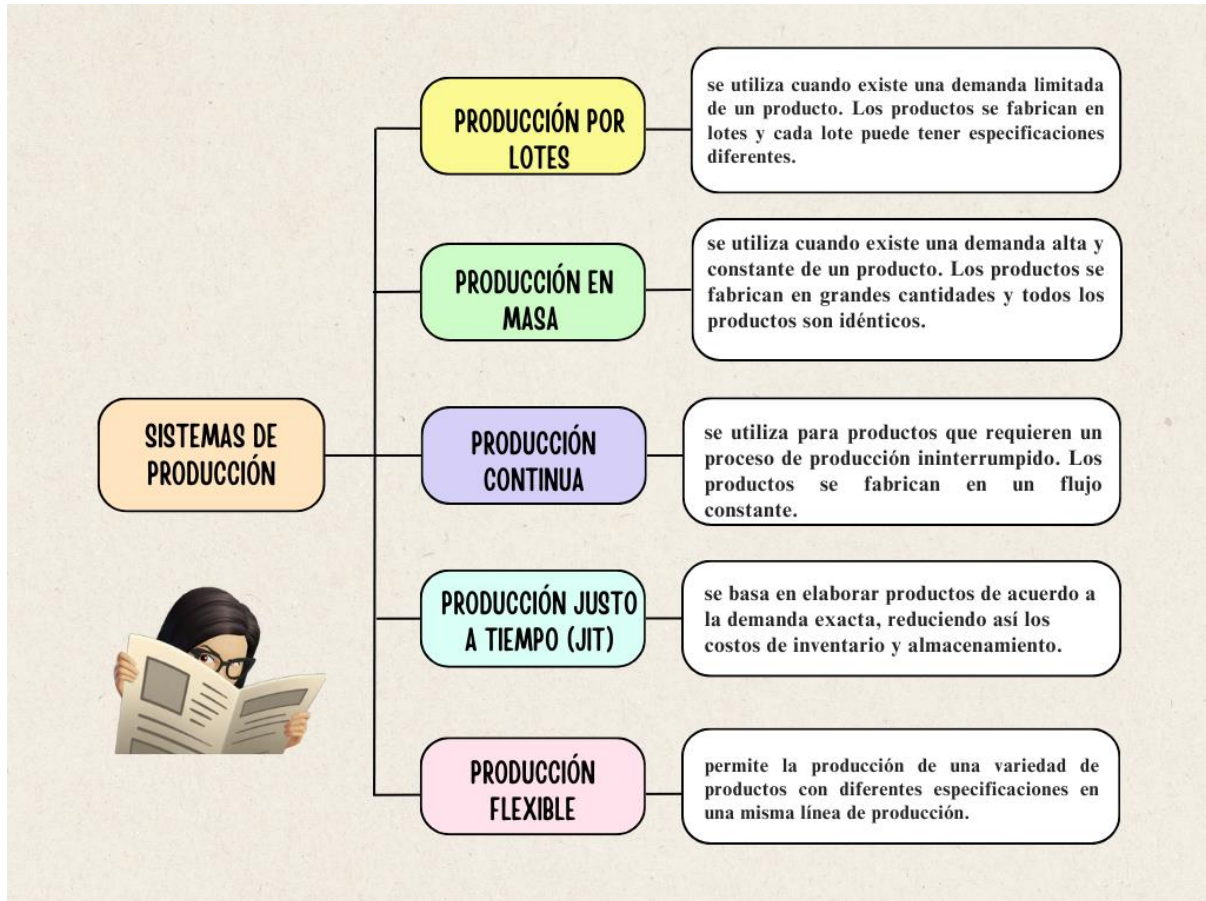 PRODUCCIÓN POR
LOTES
se utiliza cuando existe una demanda limitada
de un producto. Los productos se fabrican en
lotes y cada lote puede tener especificaciones
diferentes.
PRODUCCIÓN EN
MASA
se utiliza cuando existe una demanda alta y
constante de un producto. Los productos se
fabrican en grandes cantidades y todos los
productos son idénticos.
SISTEMAS DE
PRODUCCIÓN
PRODUCCIÓN
CONTINUA
se utiliza para productos que requieren un
proceso de producción ininterrumpido. Los
productos se fabrican en un flujo
constante.
PRODUCCIÓN JUSTO
A TIEMPO (JIT)
se basa en elaborar productos de acuerdo a
la demanda exacta, reduciendo así los
costos de inventario y almacenamiento.
PRODUCCIÓN
FLEXIBLE
permite la producción de una variedad de
productos con diferentes especificaciones en
una misma línea de producción.